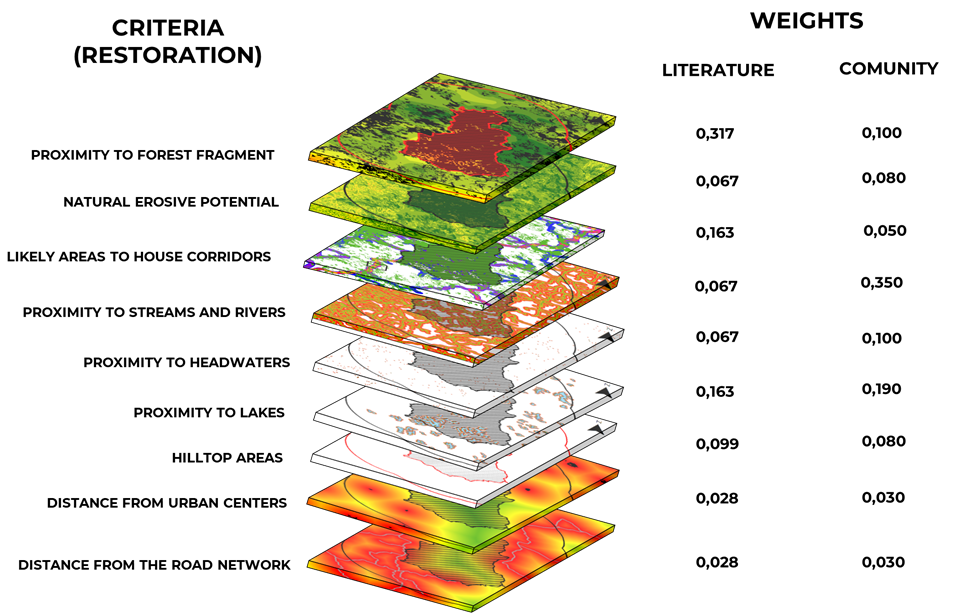 CRITERIA
(RESTORATION)
WEIGHTS
LITERATURE COMUNITY
PROXIMITY TO FOREST FRAGMENT 0,317 0,100
NATURAL EROSIVE POTENTIAL 0,067 0,080
LIKELY AREAS TO HOUSE CORRIDORS 0,163 0,050
PROXIMITY TO STREAMS AND RIVERS 0,067 0,350
PROXIMITY TO HEADWATERS 0,067 0,100
PROXIMITY TO LAKES 0,163 0,190
HILLTOP AREAS 0,099 0,080
DISTANCE FROM URBAN CENTERS 0,028 0,030
DISTANCE FROM THE ROAD NETWORK 0,028 0,030